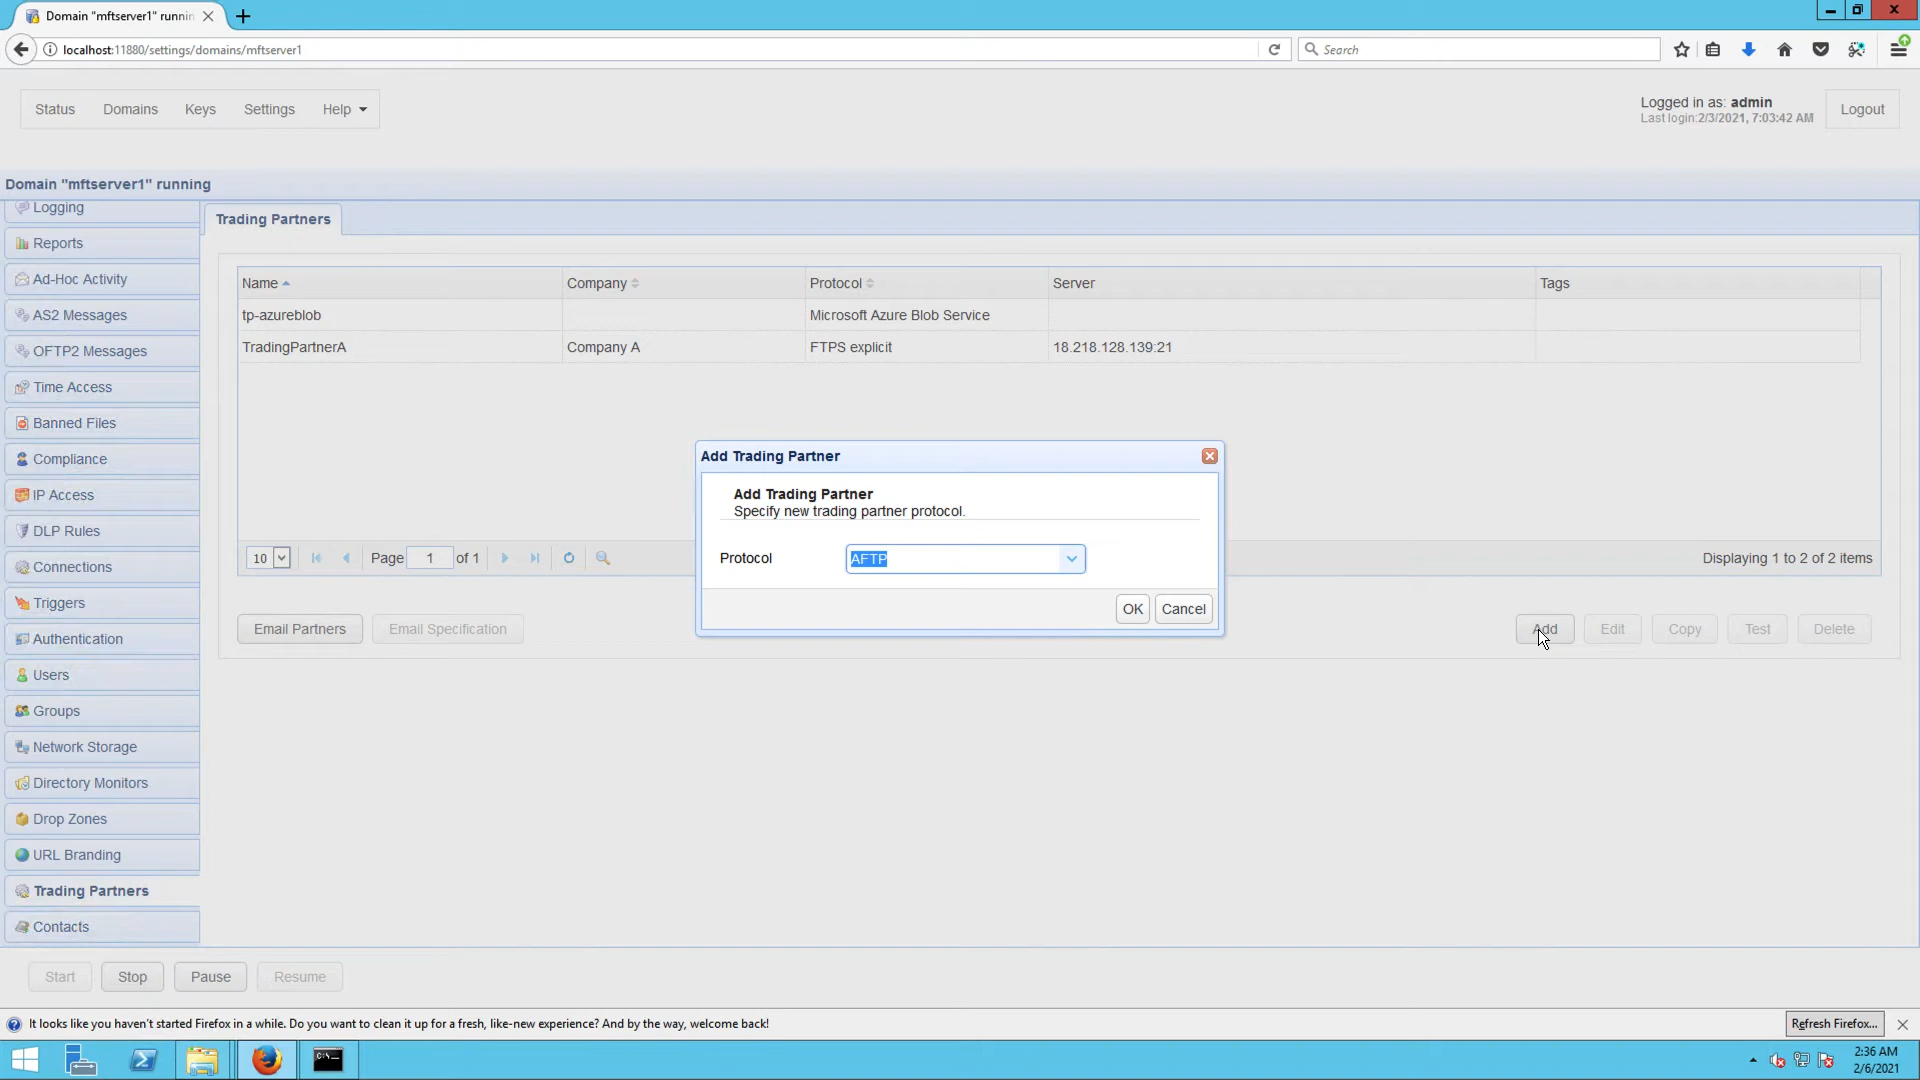 Domain "mftserver1" runnin
localhost:11880/settings/domains/mftserver1
Search
Status Domains Keys Settings Help
Logged in as: admin
Last login:2/3/2021, 7:03:42 AM
Logout
Domain "mftserver1" running
Logging
Reports
Ad-Hoc Activity
AS2 Messages
OFTP2 Messages
Time Access
Banned Files
Compliance
IP Access
DLP Rules
Connections
Triggers
Authentication
Users
Groups
Network Storage
Directory Monitors
Drop Zones
URL Branding
Trading Partners
Contacts
Trading Partners
Name Company Protocol Server Tags
tp-azureblob Microsoft Azure Blob Service
TradingPartnerA Company A FTPS explicit 18.218.128.139:21
10 Page 1 of 1
Displaying 1 to 2 of 2 items
Email Partners Email Specification
Add Edit Copy Test Delete
Add Trading Partner
Add Trading Partner
Specify new trading partner protocol.
Protocol AFTP
OK Cancel
Start Stop Pause Resume
It looks like you haven't started Firefox in a while. Do you want to clean it up for a fresh, like-new experience? And by the way, welcome back!
Refresh Firefox...
C:\_
2:36 AM
2/6/2021